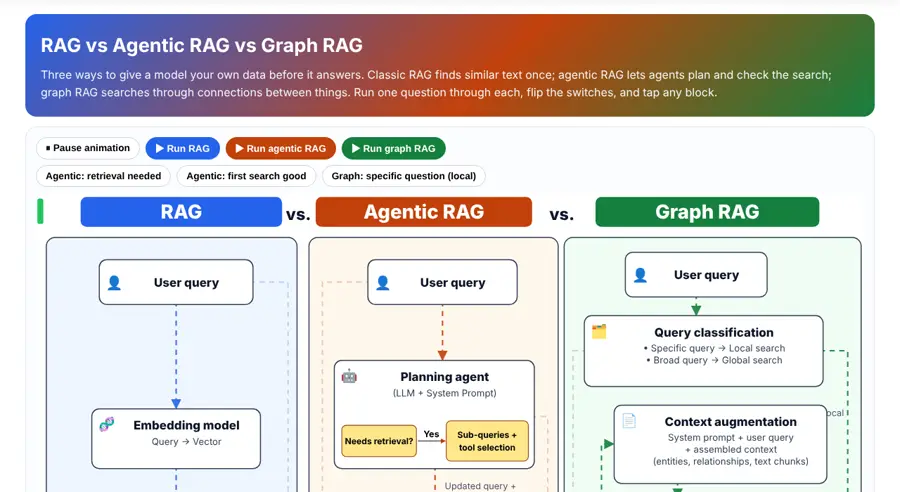 RAG vs Agentic RAG vs Graph RAG
Three ways to give a model your own data before it answers. Classic RAG finds similar text once; agentic RAG lets agents plan and check the search;
graph RAG searches through connections between things. Run one question through each, flip the switches, and tap any block.
Pause animation
Run RAG
Run agentic RAG
Run graph RAG
Agentic: retrieval needed
Agentic: first search good
Graph: specific question (local)
RAG
vs.
Agentic RAG
vs.
Graph RAG
User query
User query
User query
Query classification
• Specific query → Local search
• Broad query → Global search
Planning agent
(LLM + System Prompt)
Needs retrieval?
Yes
Sub-queries +
tool selection
Embedding model
Query → Vector
Context augmentation
System prompt + user query
+ assembled context
(entities, relationships, text chunks)
Updated query +